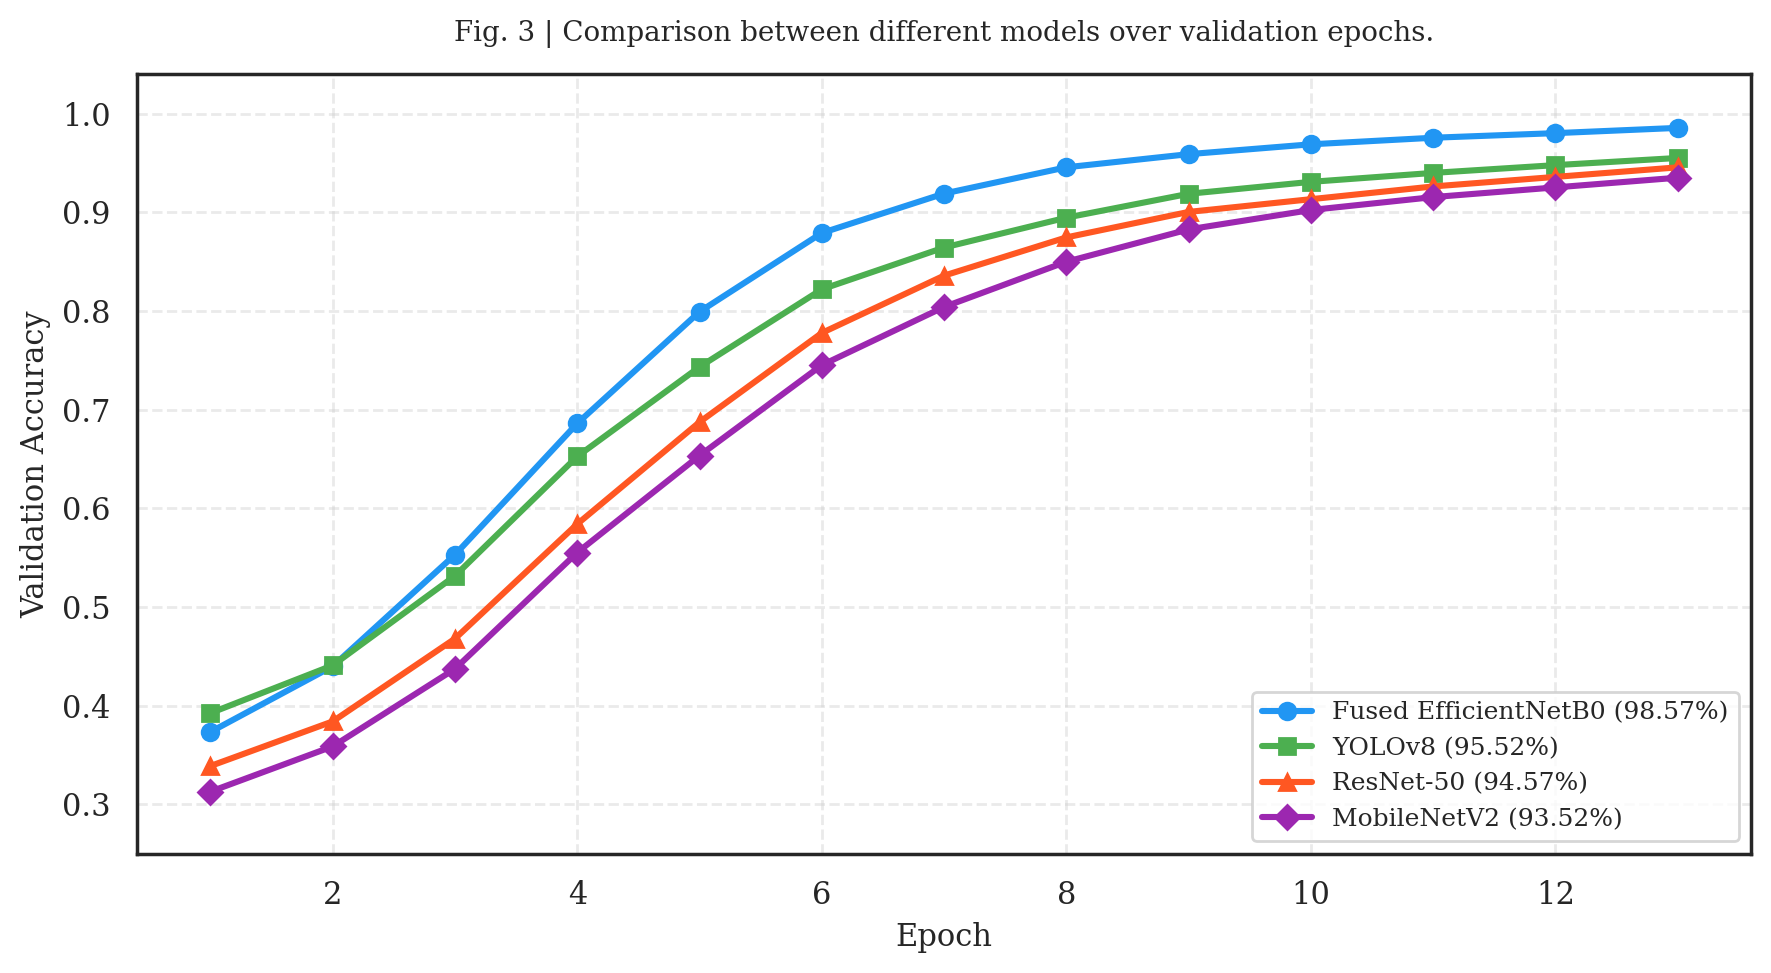 Fig. 3 | Comparison between different models over validation epochs.
Validation Accuracy
1.0
0.9
0.8
0.7
0.6
0.5
0.4
0.3
Fused EfficientNetB0 (98.57%)
YOLOv8 (95.52%)
ResNet-50 (94.57%)
MobileNetV2 (93.52%)
2 4 6 8 10 12
Epoch